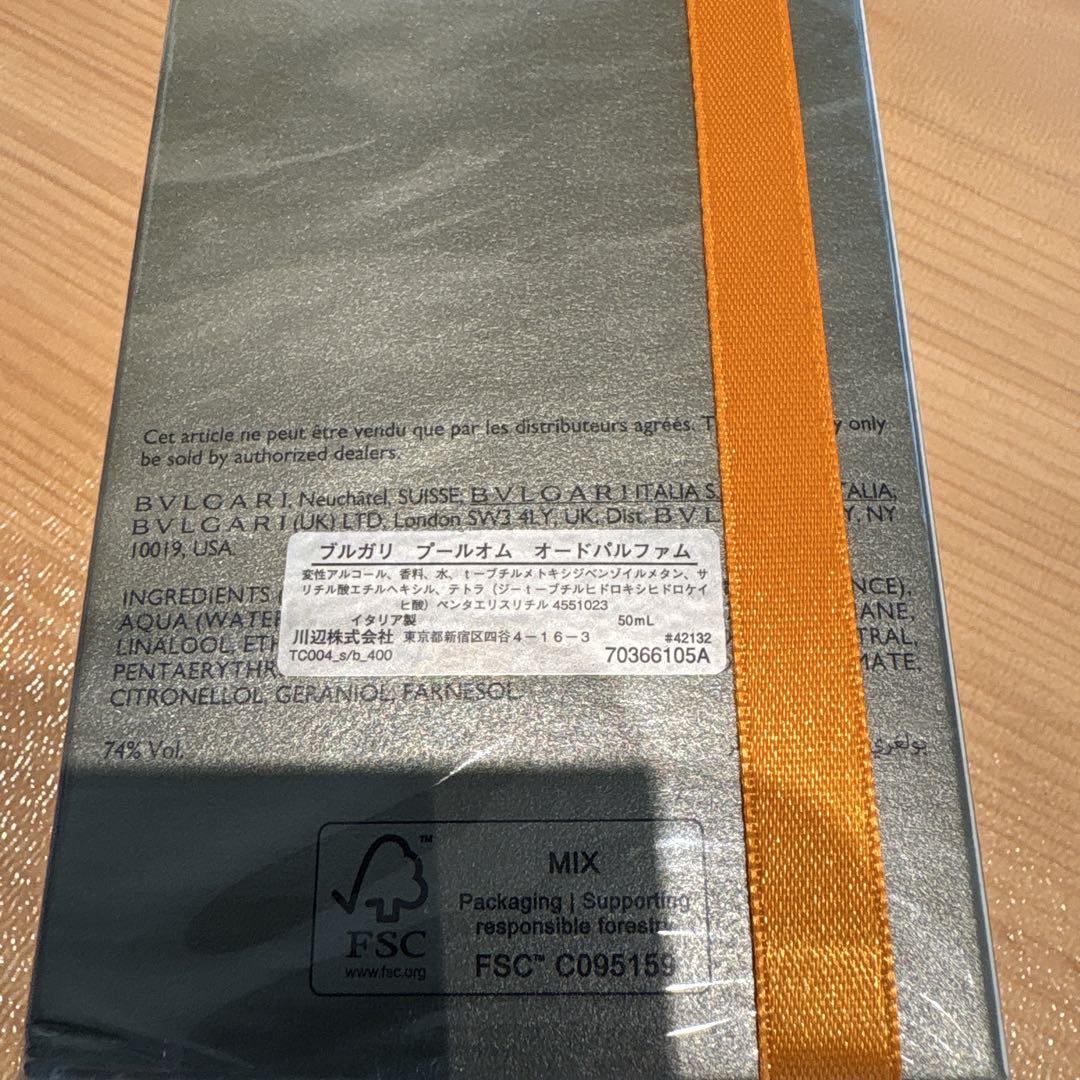 Cet article ne peut être vendu que par les distributeurs agréés. only
be sold by authorized dealers.
BVLGARI, Neuchâtel, SUISSE, BVLGARI ITALIA ALIA;
BVLGARI (UK) LTD, London SW3 4LY, UK, Dist. NY
10019, USA.
ブルガリ プールオム オードパルファム
変性アルコール、香料、水、t－ブチルメトキシジベンゾイルメタン、サ
リチル酸エチルヘキシル、テトラ（ジーt－ブチルヒドロキシヒドロケイ
ヒ酸）ペンタエリスリチル 4551023
イタリア製 50mL
川辺株式会社 東京都新宿区四谷4－16－3 #42132
TC004_s/b_400 70366105A
INGREDIENTS NCE),
AQUA ANE,
LINALOOL, TRAL,
MATE,
CITRONELLOL, GERANIOL, FARNESOL
74% Vol.
MIX
Packaging | Supporting
responsible forestry
FSC™ C095159
FSC
www.fsc.org